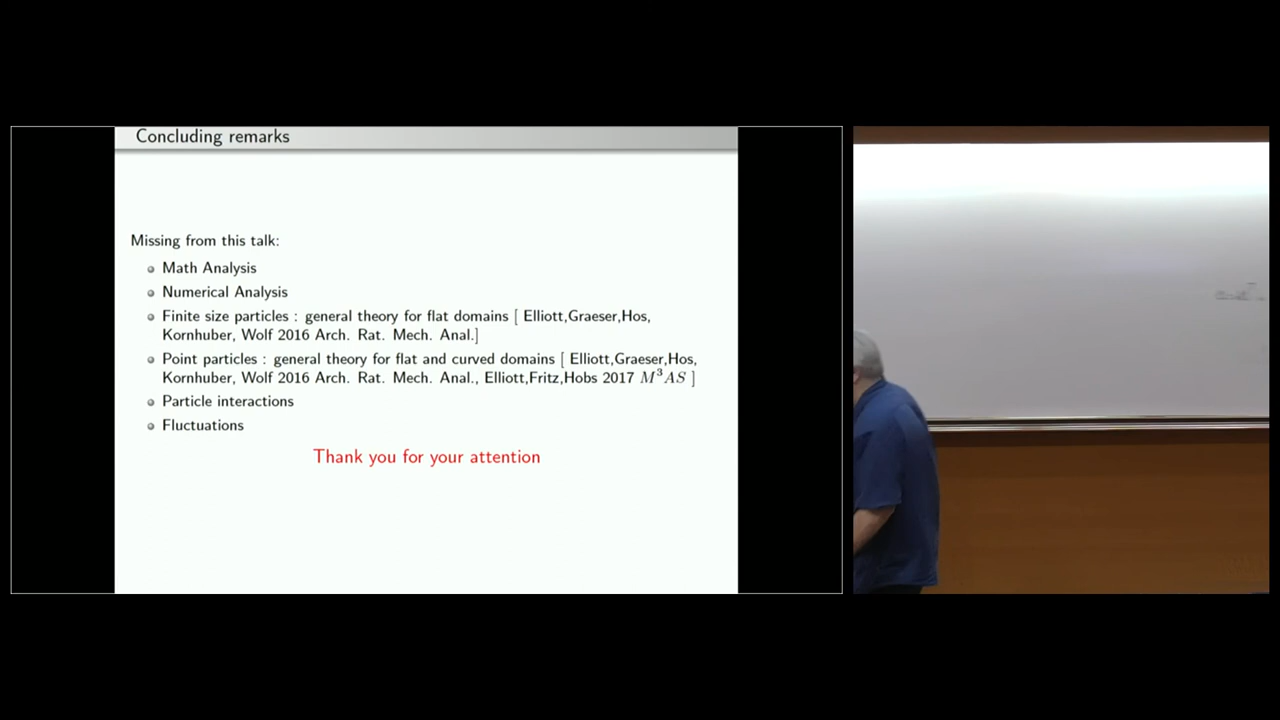 Concluding remarks
Missing from this talk:
Math Analysis
Numerical Analysis
Finite size particles : general theory for flat domains [ Elliott,Graeser,Hos,
Kornhuber, Wolf 2016 Arch. Rat. Mech. Anal.]
Point particles : general theory for flat and curved domains [ Elliott,Graeser,Hos,
Kornhuber, Wolf 2016 Arch. Rat. Mech. Anal., Elliott,Fritz,Hobs 2017 M³AS ]
Particle interactions
Fluctuations
Thank you for your attention